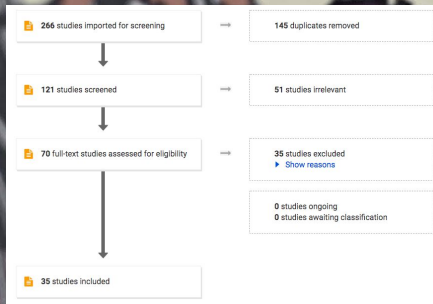 266 studies imported for screening
145 duplicates removed
121 studies screened
51 studies irrelevant
70 full-text studies assessed for eligibility
35 studies excluded
Show reasons
0 studies ongoing
0 studies awaiting classification
35 studies included